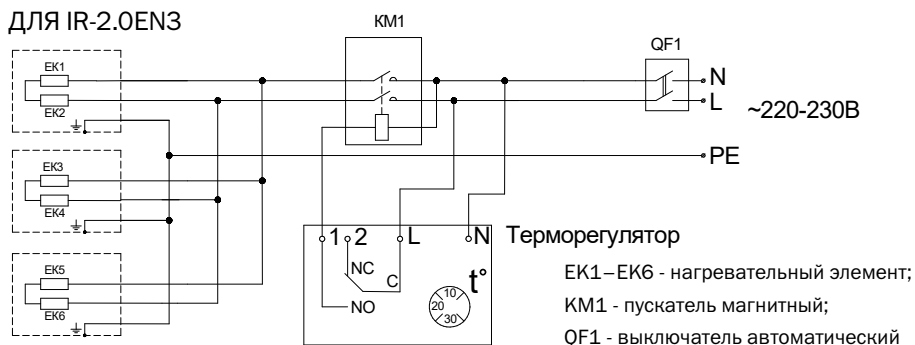 ДЛЯ IR-2.0EN3
KM1
QF1
EK1
EK2
N
L
~220-230В
EK3
EK4
PE
EK5
EK6
1 2 L N
Терморегулятор
NC
C
NO
t°
10
20
30
EK1–EK6 - нагревательный элемент;
KM1 - пускатель магнитный;
QF1 - выключатель автоматический